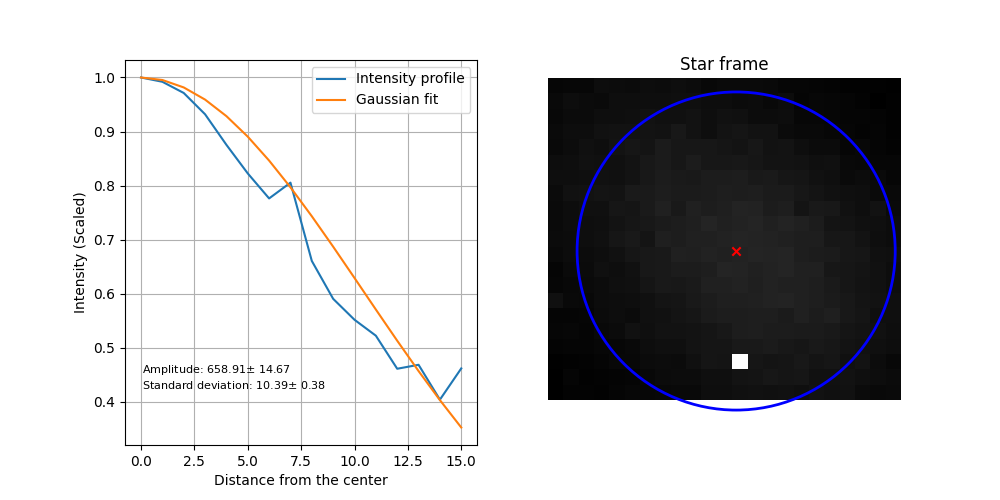 Star frame
Intensity profile
Gaussian fit
Intensity (Scaled)
1.0
0.9
0.8
0.7
0.6
0.5
0.4
Amplitude: 658.91± 14.67
Standard deviation: 10.39± 0.38
0.0 2.5 5.0 7.5 10.0 12.5 15.0
Distance from the center